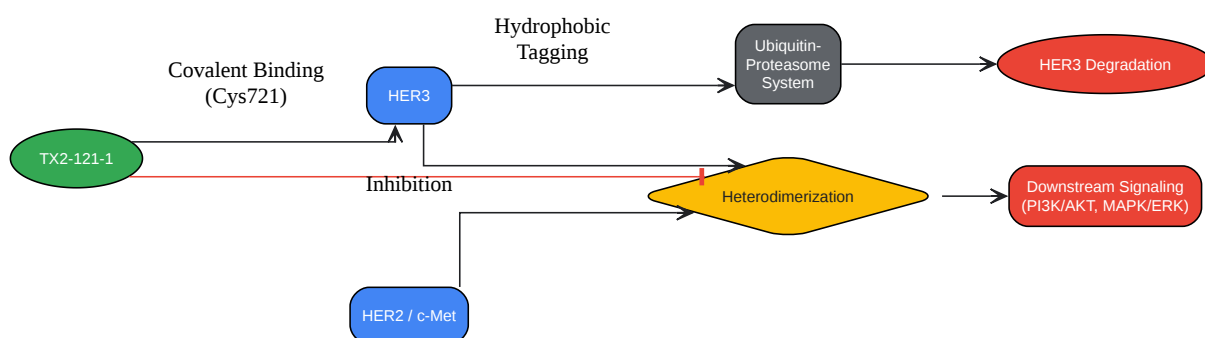 Hydrophobic
Tagging
Ubiquitin-
Proteasome
System
HER3 Degradation
Covalent Binding
(Cys721)
HER3
TX2-121-1
Inhibition
Heterodimerization
Downstream Signaling
(PI3K/AKT, MAPK/ERK)
HER2 / c-Met